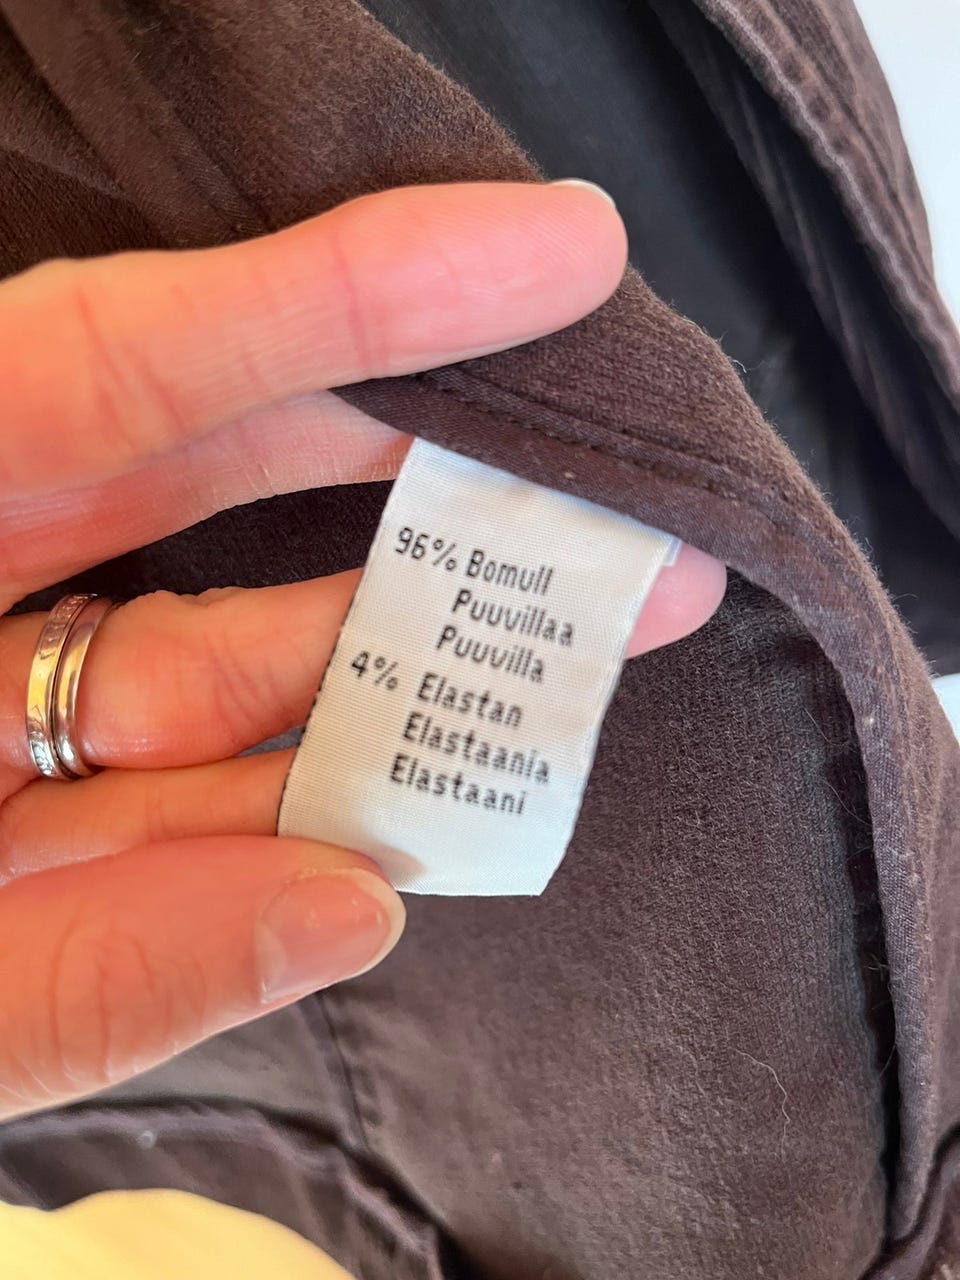 96% Bomull
Puuvillaa
Puuvilla
4% Elastan
Elastaania
Elastaani